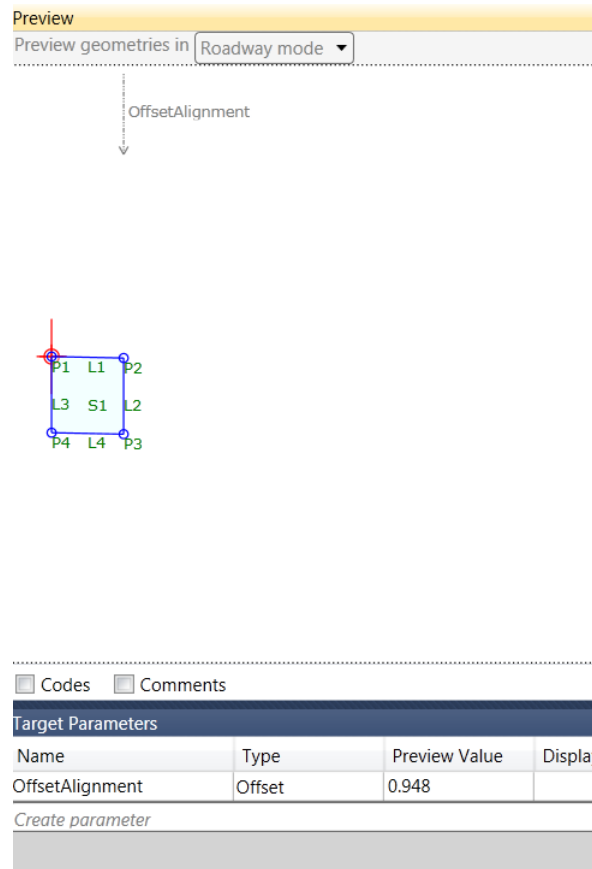 Preview
Preview geometries in Roadway mode
OffsetAlignment
P1 L1 P2
L3 S1 L2
P4 L4 P3
Codes Comments
Target Parameters
Name Type Preview Value Displa
OffsetAlignment Offset 0.948
Create parameter